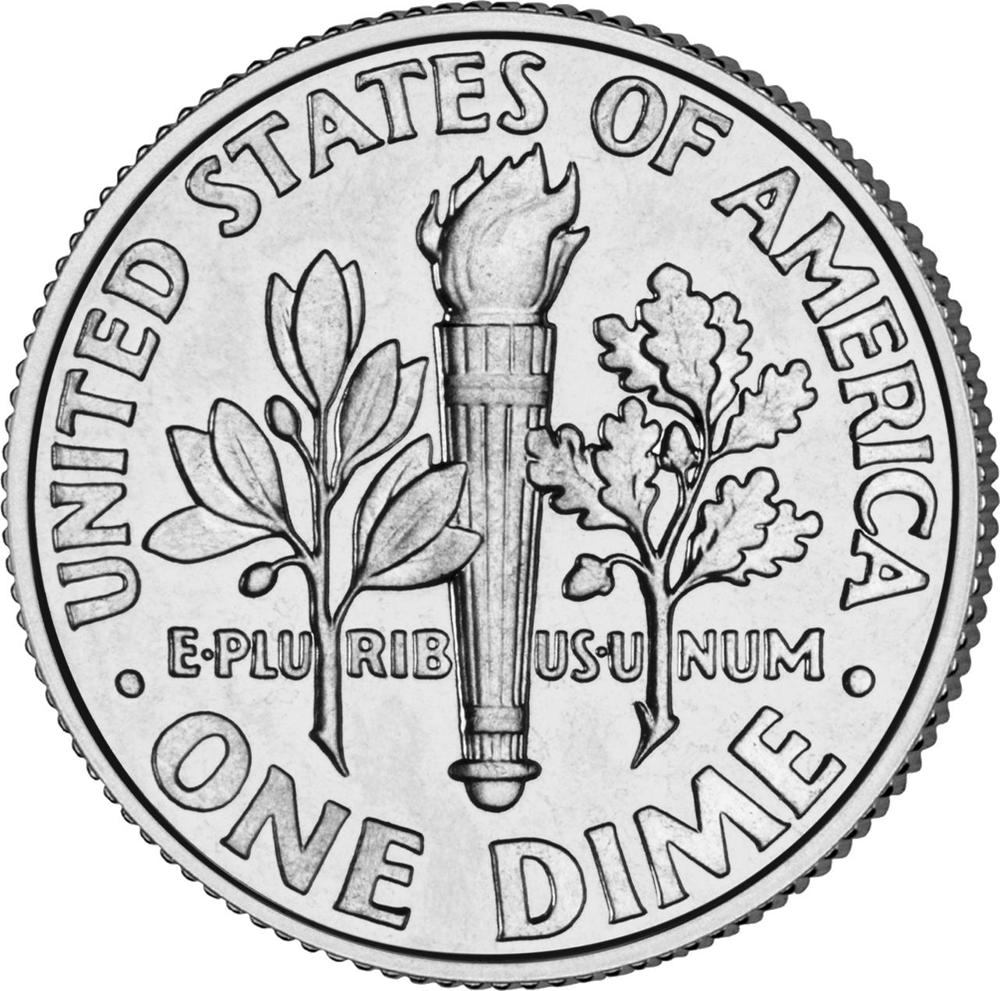 UNITED STATES OF AMERICA
E·PLURIBUS·UNUM
ONE DIME